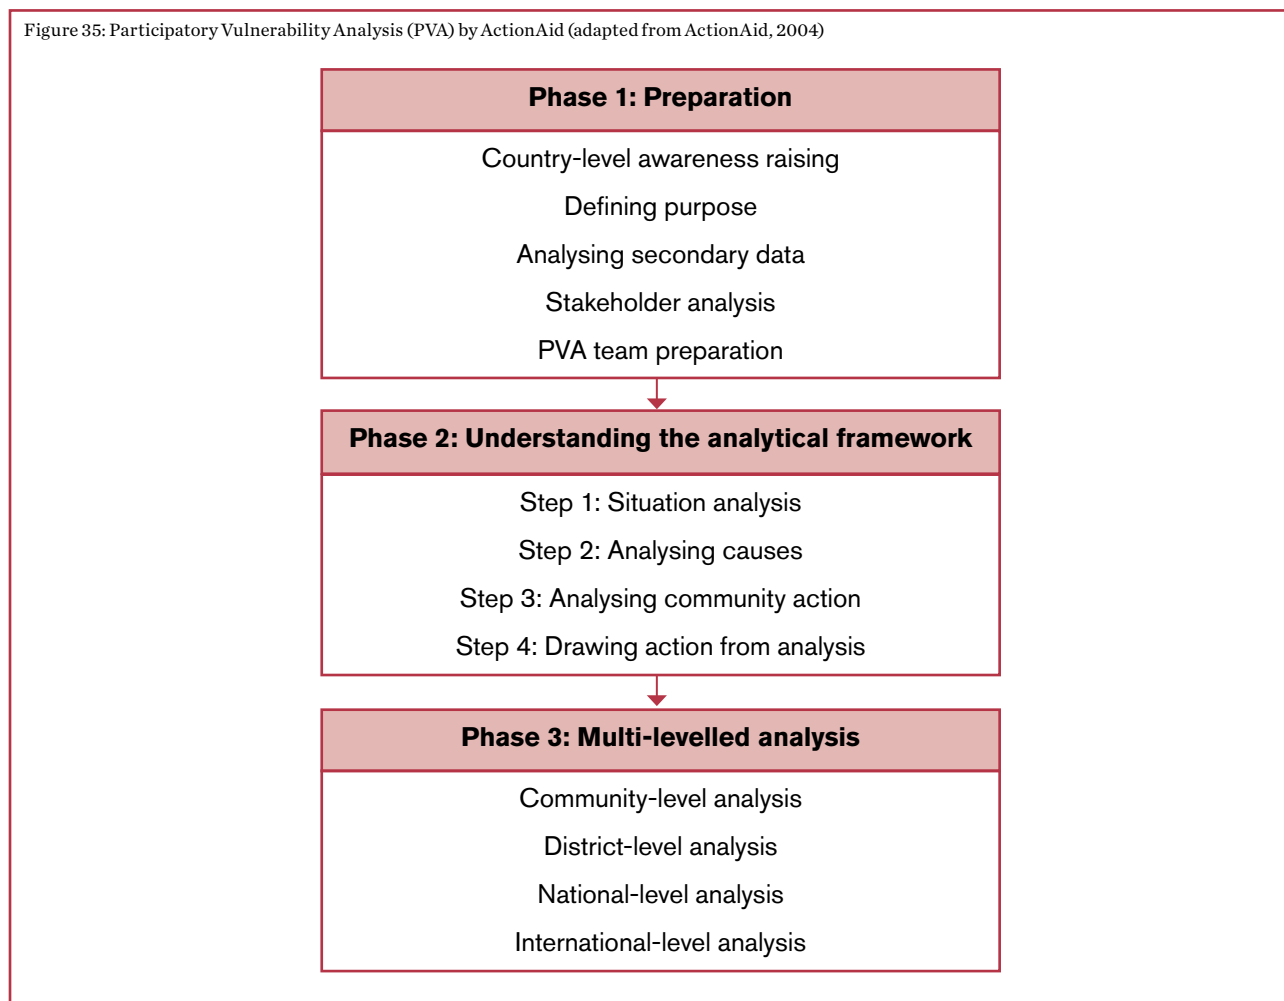 Figure 35: Participatory Vulnerability Analysis (PVA) by ActionAid (adapted from ActionAid, 2004)
Phase 1: Preparation
Country-level awareness raising
Defining purpose
Analysing secondary data
Stakeholder analysis
PVA team preparation
Phase 2: Understanding the analytical framework
Step 1: Situation analysis
Step 2: Analysing causes
Step 3: Analysing community action
Step 4: Drawing action from analysis
Phase 3: Multi-levelled analysis
Community-level analysis
District-level analysis
National-level analysis
International-level analysis